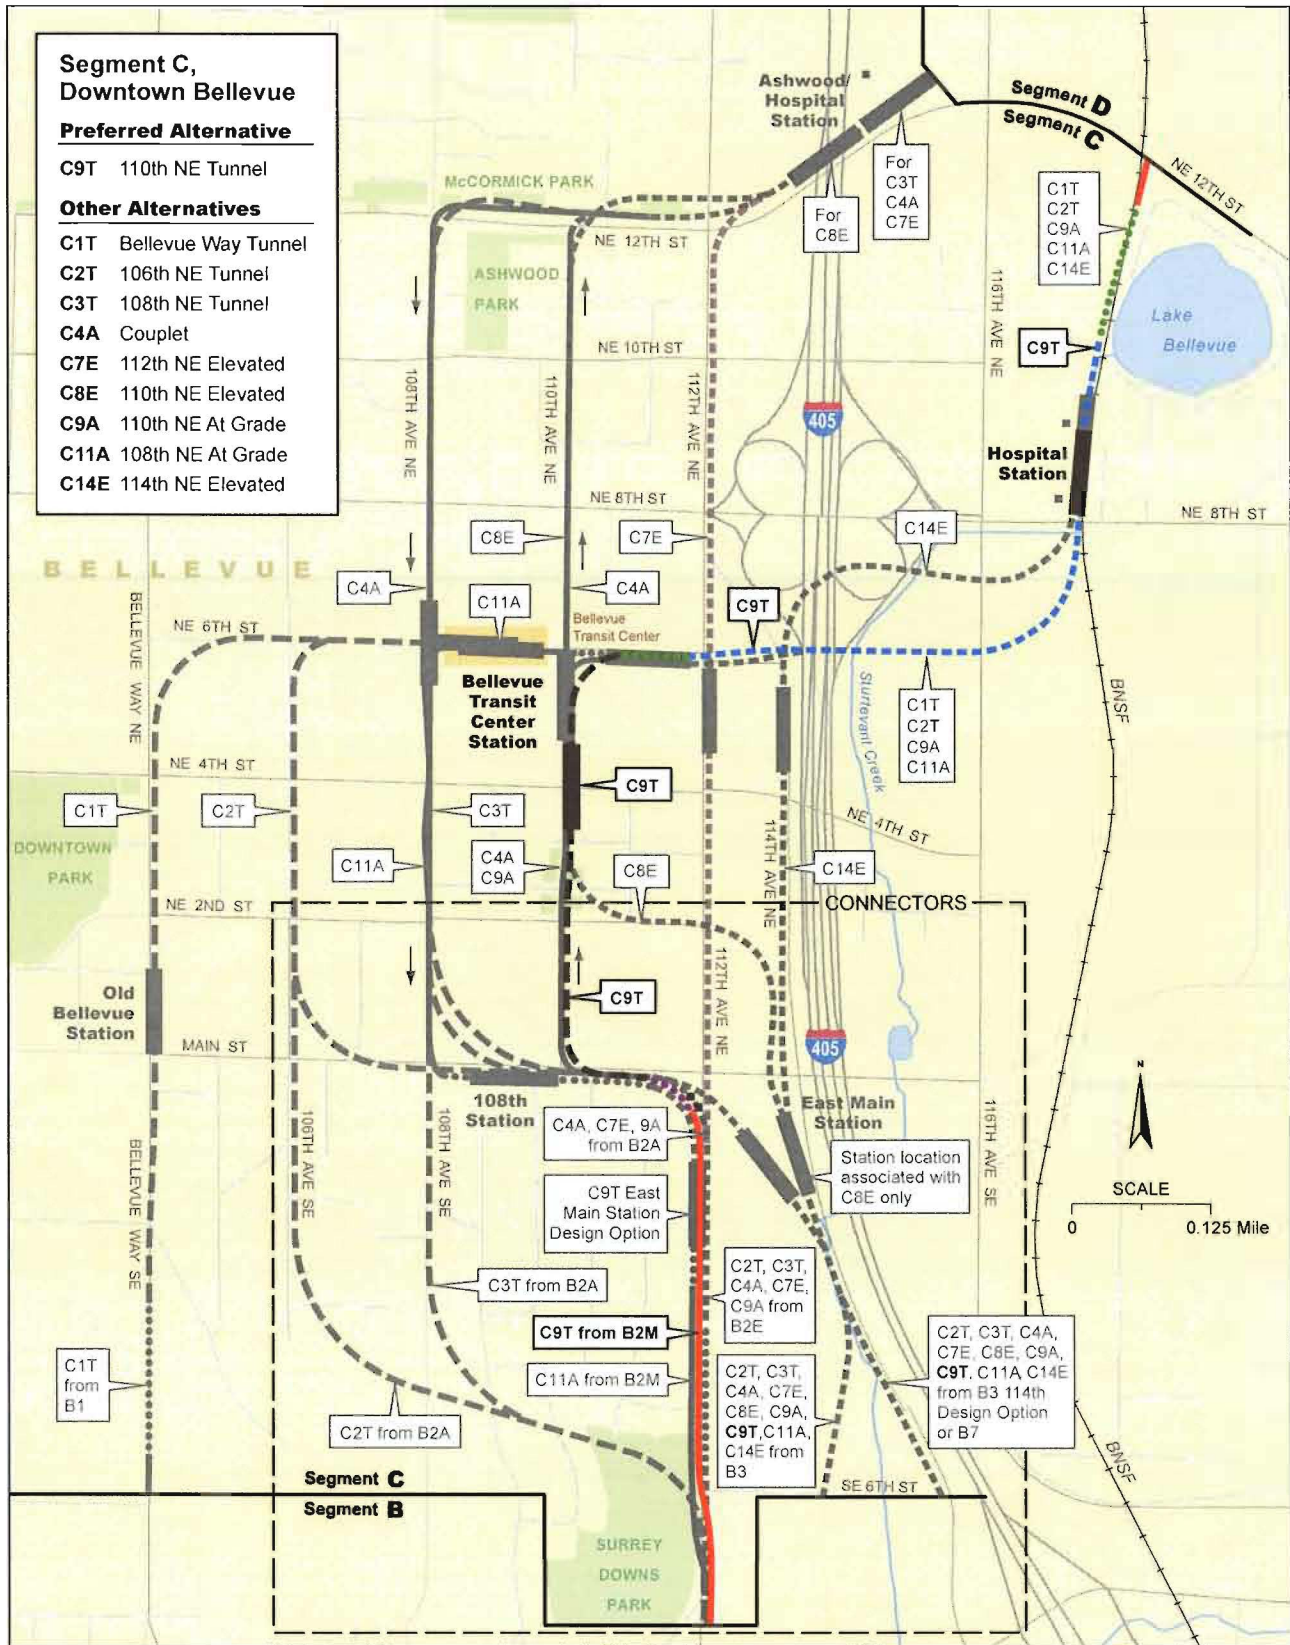 Segment C,
Downtown Bellevue
Preferred Alternative
C9T 110th NE Tunnel
Other Alternatives
C1T Bellevue Way Tunnel
C2T 106th NE Tunnel
C3T 108th NE Tunnel
C4A Couplet
C7E 112th NE Elevated
C8E 110th NE Elevated
C9A 110th NE At Grade
C11A 108th NE At Grade
C14E 114th NE Elevated
Ashwood/
Hospital
Station
Segment D
Segment C
NE 12TH ST
For
C3T
C4A
C7E
For
C8E
C1T
C2T
C9A
C11A
C14E
McCORMICK PARK
NE 12TH ST
ASHWOOD
PARK
116TH AVE NE
Lake
Bellevue
C9T
NE 10TH ST
108TH AVE NE
110TH AVE NE
112TH AVE NE
405
Hospital
Station
NE 8TH ST
NE 8TH ST
C8E
C7E
C14E
BELLEVUE
C4A
C11A
C4A
C9T
Bellevue
Transit Center
BELLEVUE WAY NE
NE 6TH ST
Bellevue
Transit
Center
Station
Sturtevant Creek
C1T
C2T
C9A
C11A
BNSF
NE 4TH ST
C9T
C1T
C2T
C3T
114TH AVE NE
NE 4TH ST
DOWNTOWN
PARK
C11A
C4A
C9A
C8E
C14E
NE 2ND ST
CONNECTORS
112TH AVE NE
Old
Bellevue
Station
C9T
MAIN ST
405
108th
Station
East Main
Station
116TH AVE SE
N
C4A, C7E, 9A
from B2A
BELLEVUE WAY SE
106TH AVE SE
108TH AVE SE
Station location
associated with
C8E only
C9T East
Main Station
Design Option
SCALE
0 0.125 Mile
C3T from B2A
C2T, C3T,
C4A, C7E,
C9A from
B2E
C9T from B2M
C1T
from
B1
C11A from B2M
C2T, C3T,
C4A, C7E,
C8E, C9A,
C9T,C11A,
C14E from
B3
C2T, C3T, C4A,
C7E, C8E, C9A,
C9T, C11A, C14E
from B3 114th
Design Option
or B7
C2T from B2A
BNSF
Segment C
Segment B
SE 6TH ST
SURREY
DOWNS
PARK